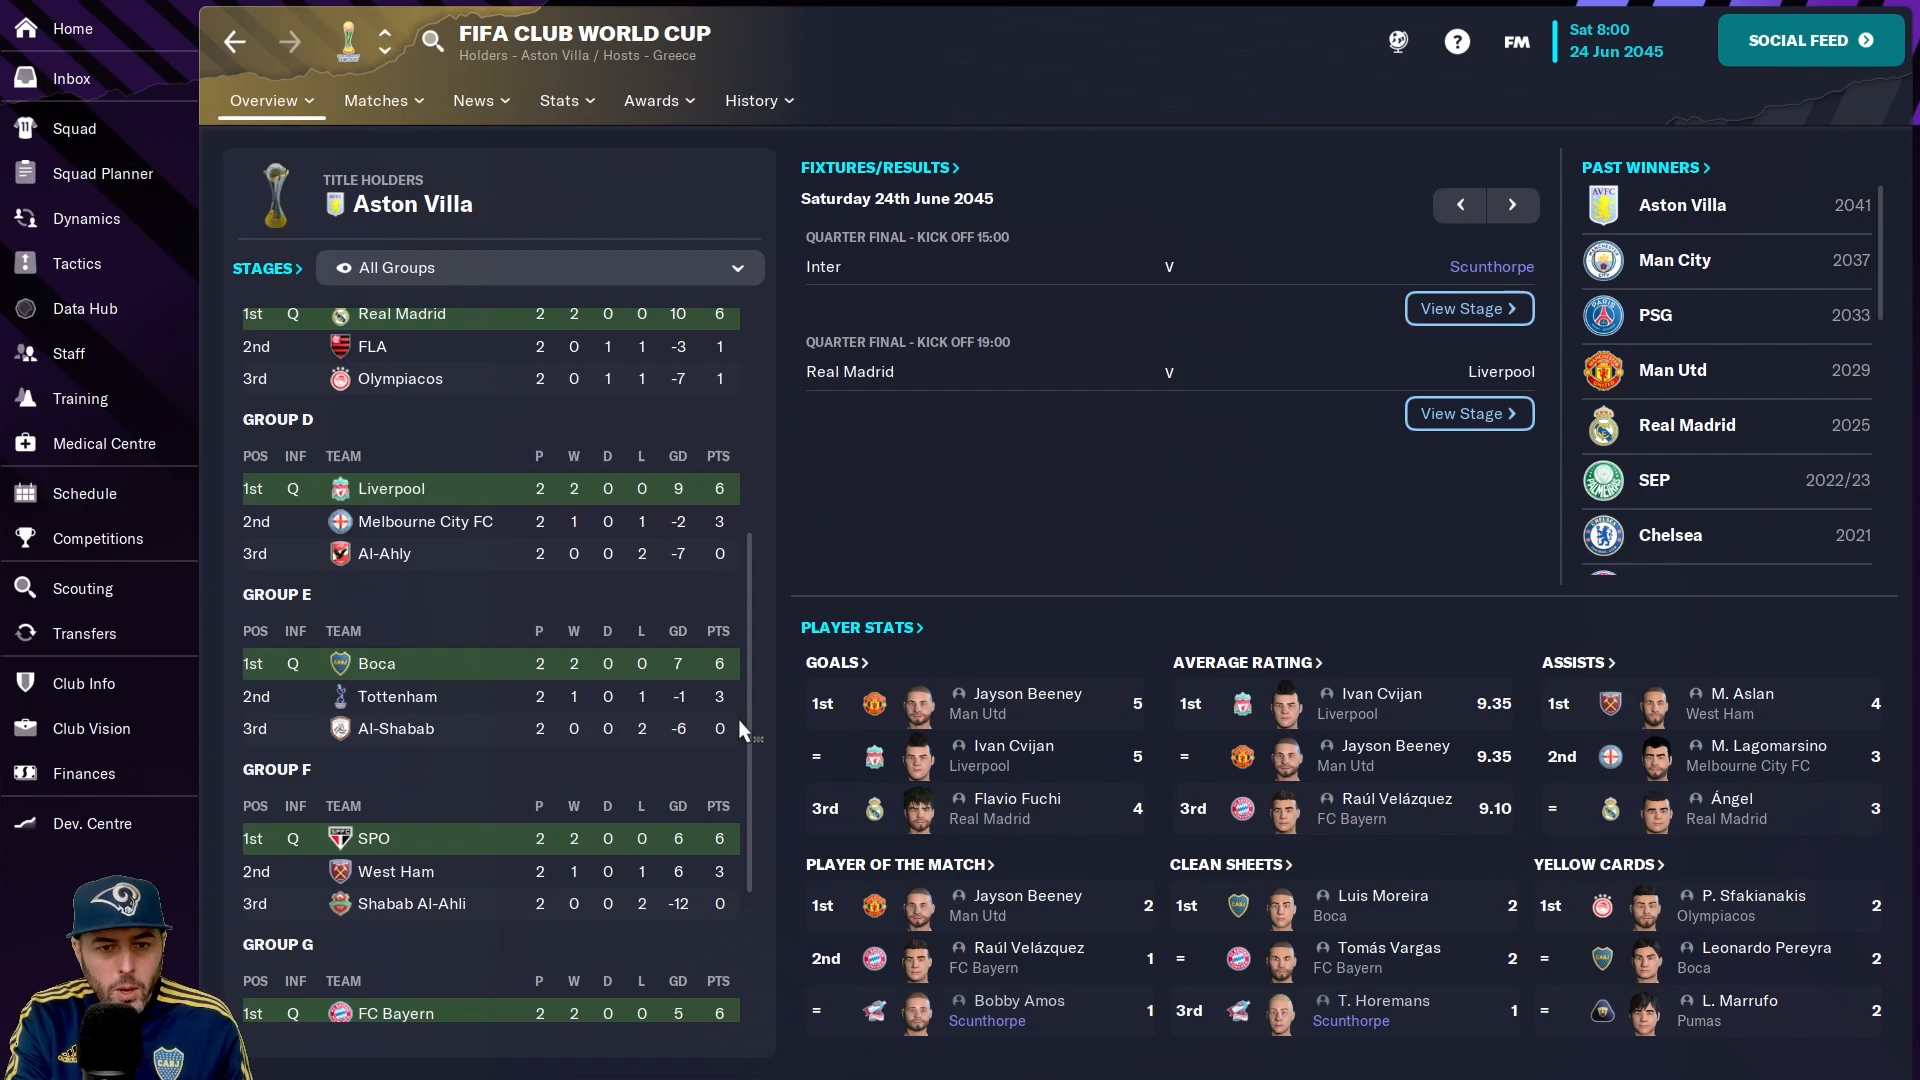 Home
Inbox
Squad
Squad Planner
Dynamics
Tactics
Data Hub
Staff
Training
Medical Centre
Schedule
Competitions
Scouting
Transfers
Club Info
Club Vision
Finances
Dev. Centre
FIFA CLUB WORLD CUP
Holders - Aston Villa / Hosts - Greece
? FM
Sat 8:00
24 Jun 2045
SOCIAL FEED
Overview Matches News Stats Awards History
TITLE HOLDERS
Aston Villa
STAGES All Groups
1st Q Real Madrid 2 2 0 0 10 6
2nd FLA 2 0 1 1 -3 1
3rd Olympiacos 2 0 1 1 -7 1
GROUP D
POS INF TEAM P W D L GD PTS
1st Q Liverpool 2 2 0 0 9 6
2nd Melbourne City FC 2 1 0 1 -2 3
3rd Al-Ahly 2 0 0 2 -7 0
GROUP E
POS INF TEAM P W D L GD PTS
1st Q Boca 2 2 0 0 7 6
2nd Tottenham 2 1 0 1 -1 3
3rd Al-Shabab 2 0 0 2 -6 0
GROUP F
POS INF TEAM P W D L GD PTS
1st Q SPO 2 2 0 0 6 6
2nd West Ham 2 1 0 1 6 3
3rd Shabab Al-Ahli 2 0 0 2 -12 0
GROUP G
POS INF TEAM P W D L GD PTS
1st Q FC Bayern 2 2 0 0 5 6
FIXTURES/RESULTS
Saturday 24th June 2045
QUARTER FINAL - KICK OFF 15:00
Inter V Scunthorpe
View Stage
QUARTER FINAL - KICK OFF 19:00
Real Madrid V Liverpool
View Stage
PAST WINNERS
AVFC
Aston Villa 2041
Man City 2037
PSG 2033
Man Utd 2029
Real Madrid 2025
SEP 2022/23
Chelsea 2021
PLAYER STATS
GOALS
1st Jayson Beeney 5
Man Utd
= Ivan Cvijan 5
Liverpool
3rd Flavio Fuchi 4
Real Madrid
AVERAGE RATING
1st Ivan Cvijan 9.35
Liverpool
= Jayson Beeney 9.35
Man Utd
3rd Raúl Velázquez 9.10
FC Bayern
ASSISTS
1st M. Aslan 4
West Ham
2nd M. Lagomarsino 3
Melbourne City FC
= Ángel 3
Real Madrid
PLAYER OF THE MATCH
1st Jayson Beeney 2
Man Utd
2nd Raúl Velázquez 1
FC Bayern
= Bobby Amos 1
Scunthorpe
CLEAN SHEETS
1st Luis Moreira 2
Boca
= Tomás Vargas 2
FC Bayern
3rd T. Horemans 1
Scunthorpe
YELLOW CARDS
1st P. Sfakianakis 2
Olympiacos
= Leonardo Pereyra 2
Boca
= L. Marrufo 2
Pumas
CABJ